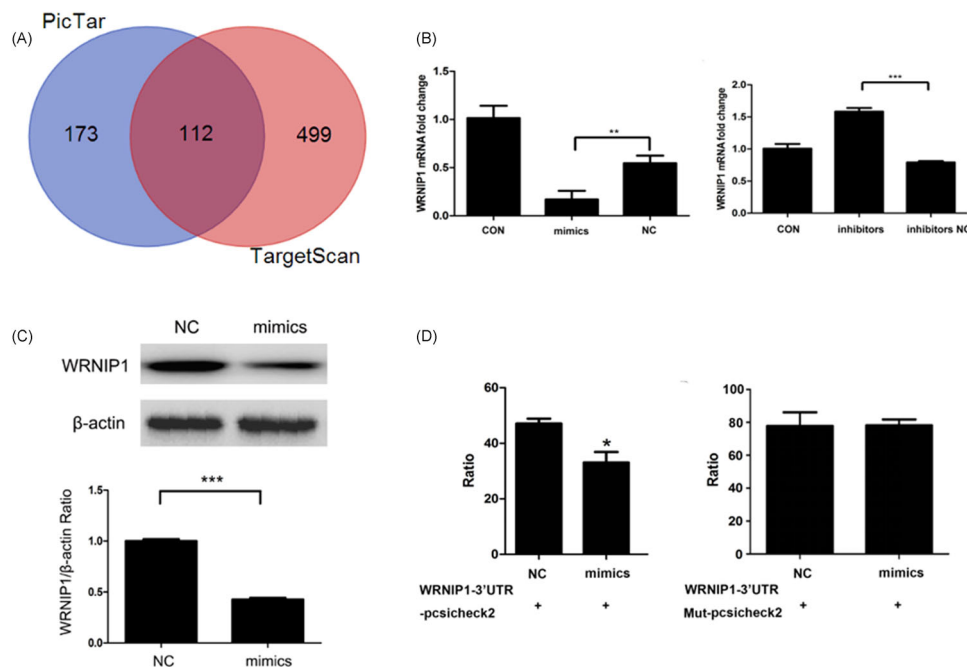 (A)
PicTar
173
112
499
TargetScan
(B)
WRNIP1 mRNA fold change
1.5
1.0
0.5
0.0
**
CON
mimics
NC
WRNIP1 mRNA fold change
2.0
1.5
1.0
0.5
0.0
***
CON
inhibitors
inhibitors NC
(C)
NC mimics
WRNIP1
β-actin
WRNIP1/β-actin Ratio
1.5
1.0
0.5
0.0
***
NC
mimics
(D)
Ratio
60
40
20
0
*
NC
mimics
WRNIP1-3'UTR
-pcsicheck2 + +
Ratio
100
80
60
40
20
0
NC
mimics
WRNIP1-3'UTR
Mut-pcsicheck2 + +